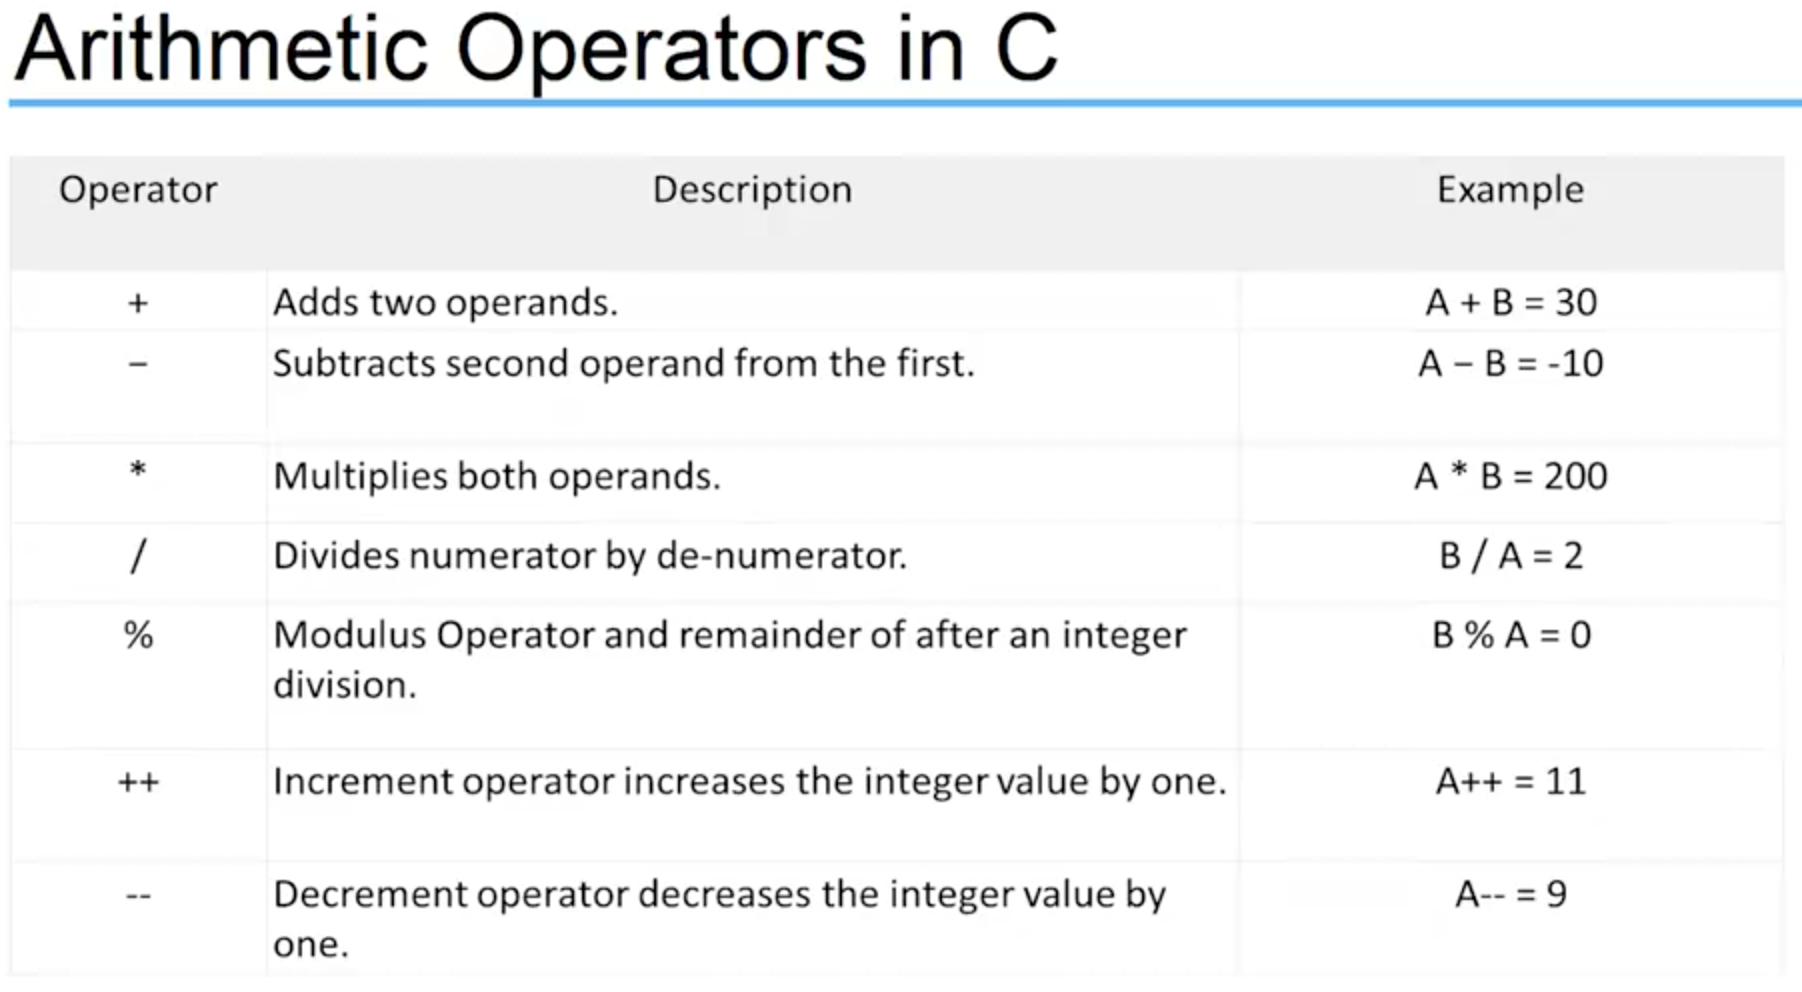 Arithmetic Operators in C
Operator Description Example
+ Adds two operands. A + B = 30
− Subtracts second operand from the first. A − B = -10
* Multiplies both operands. A * B = 200
/ Divides numerator by de-numerator. B / A = 2
% Modulus Operator and remainder of after an integer B % A = 0
division.
++ Increment operator increases the integer value by one. A++ = 11
-- Decrement operator decreases the integer value by A-- = 9
one.